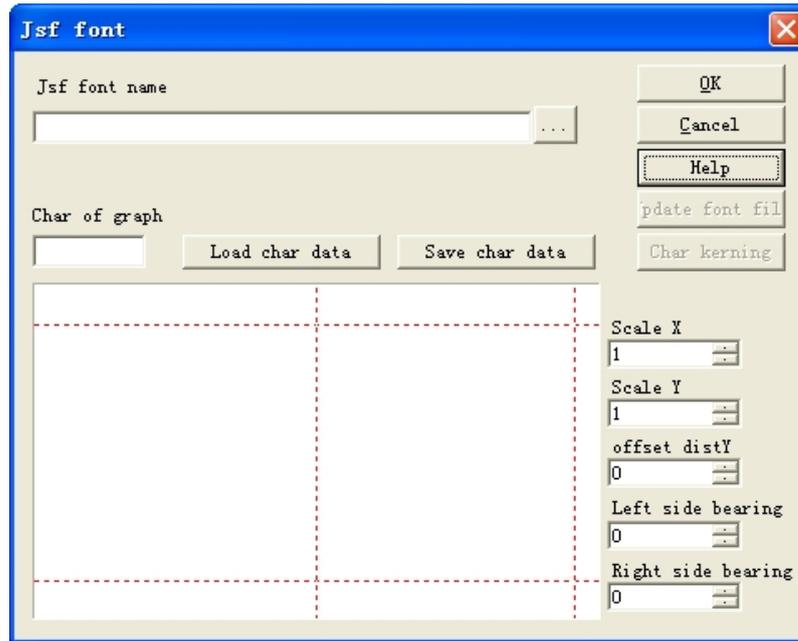 Jsf font
Jsf font name
...
OK
Cancel
Help
pdate font fil
Char kerning
Char of graph
Load char data
Save char data
Scale X
1
Scale Y
1
offset distY
0
Left side bearing
0
Right side bearing
0